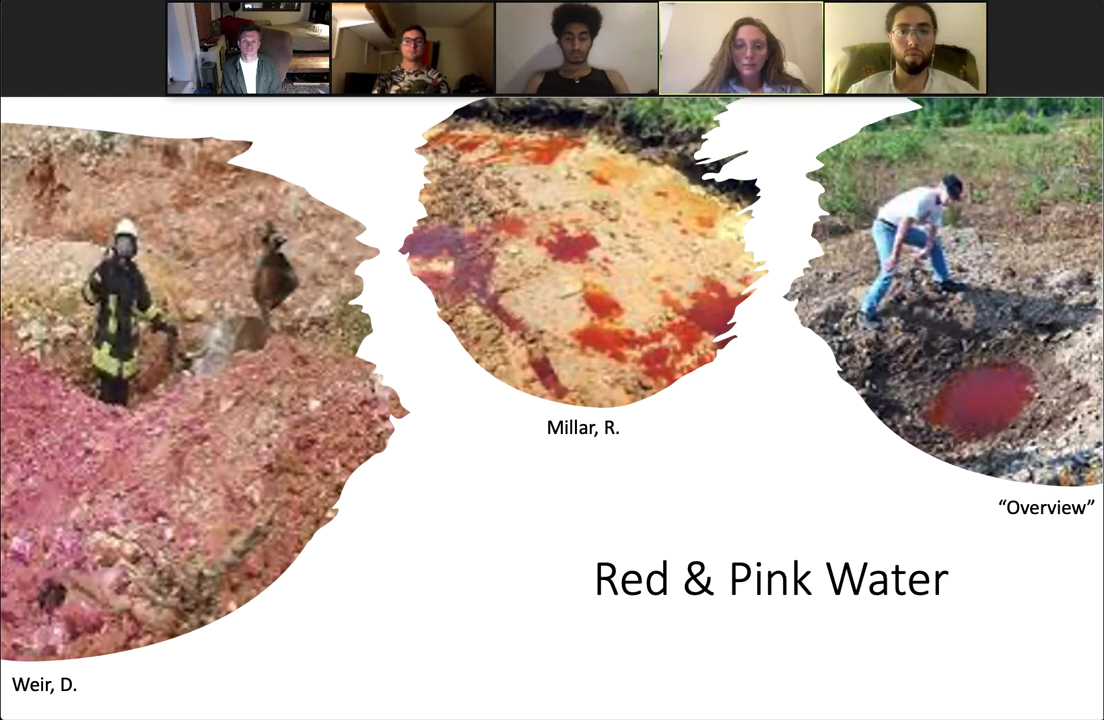 Millar, R.
“Overview”
Red & Pink Water
Weir, D.